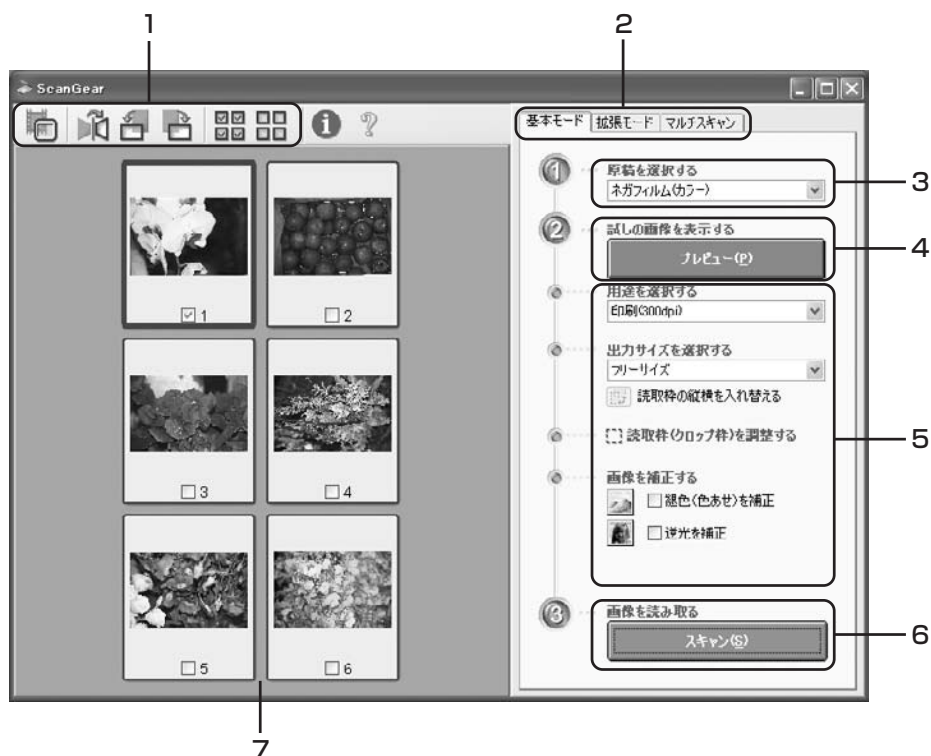 1
2
ScanGear
基本モード 拡張モード マルチスキャン
① 原稿を選択する
ネガフィルム(カラー)
3
② 試しの画像を表示する
プレビュー(P)
4
用途を選択する
印刷(300dpi)
出力サイズを選択する
フリーサイズ
読取枠の縦横を入れ替える
読取枠(クロップ枠)を調整する
画像を補正する
褪色(色あせ)を補正
逆光を補正
5
③ 画像を読み取る
スキャン(S)
6
1
2
3
4
5
6
7